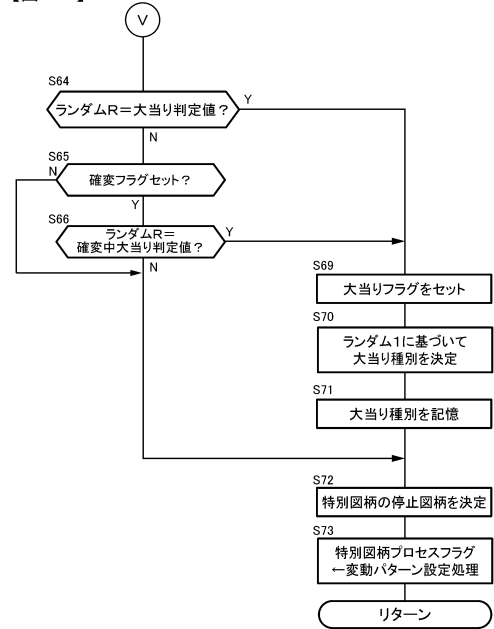 V
S64
ランダムR＝大当り判定値？
Y
N
S65
確変フラグセット？
N
Y
S66
ランダムR＝
確変中大当り判定値？
Y
N
S69
大当りフラグをセット
S70
ランダム1に基づいて
大当り種別を決定
S71
大当り種別を記憶
S72
特別図柄の停止図柄を決定
S73
特別図柄プロセスフラグ
←変動パターン設定処理
リターン